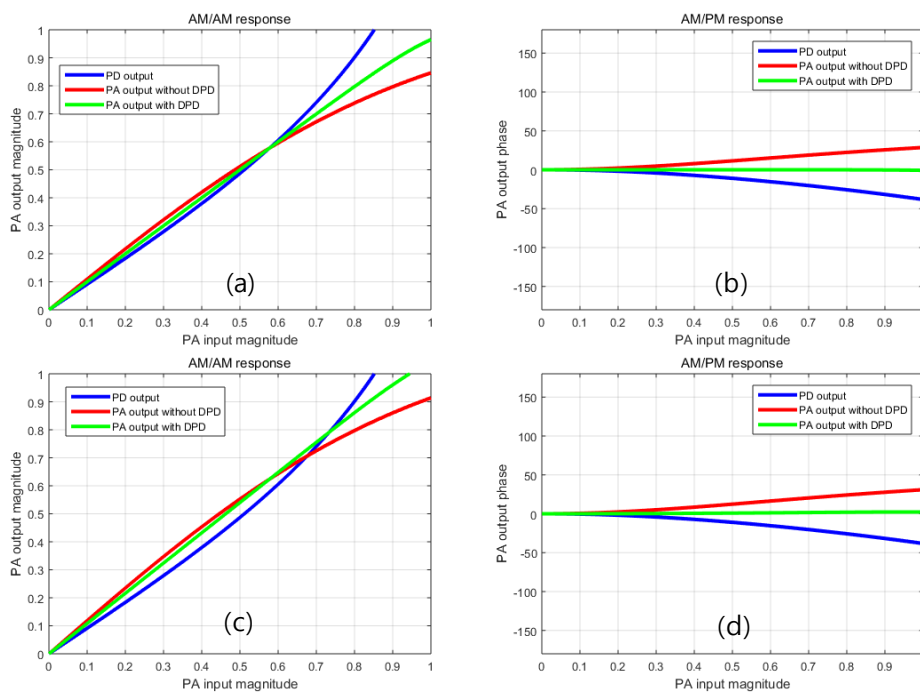 AM/AM response
1
0.9
0.8
0.7
0.6
0.5
0.4
0.3
0.2
0.1
0
PA output magnitude
PD output
PA output without DPD
PA output with DPD
(a)
0 0.1 0.2 0.3 0.4 0.5 0.6 0.7 0.8 0.9 1
PA input magnitude
AM/PM response
150
100
50
0
-50
-100
-150
PA output phase
PD output
PA output without DPD
PA output with DPD
(b)
0 0.1 0.2 0.3 0.4 0.5 0.6 0.7 0.8 0.9
PA input magnitude
AM/AM response
1
0.9
0.8
0.7
0.6
0.5
0.4
0.3
0.2
0.1
0
PA output magnitude
PD output
PA output without DPD
PA output with DPD
(c)
0 0.1 0.2 0.3 0.4 0.5 0.6 0.7 0.8 0.9 1
PA input magnitude
AM/PM response
150
100
50
0
-50
-100
-150
PA output phase
PD output
PA output without DPD
PA output with DPD
(d)
0 0.1 0.2 0.3 0.4 0.5 0.6 0.7 0.8 0.9
PA input magnitude